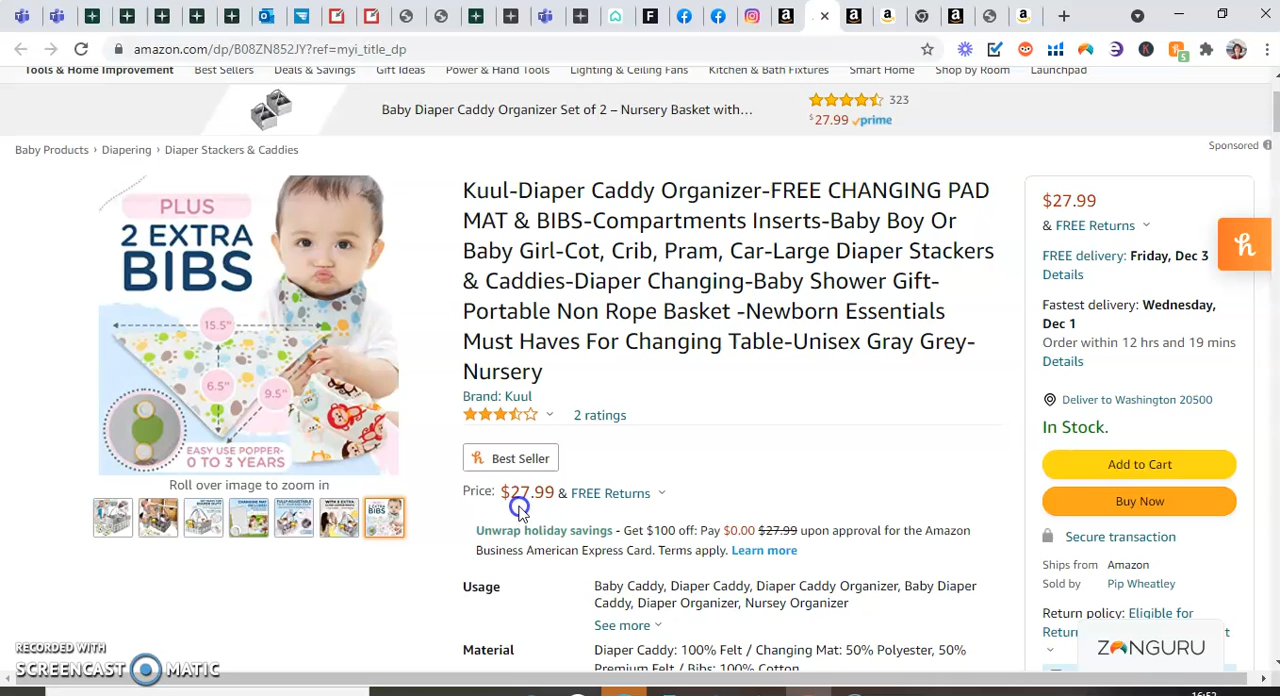 amazon.com/dp/B08ZN852JY?ref=myi_title_dp
Tools & Home Improvement Best Sellers Deals & Savings Gift Ideas Power & Hand Tools Lighting & Ceiling Fans Kitchen & Bath Fixtures Smart Home Shop by Room Launchpad
Baby Diaper Caddy Organizer Set of 2 – Nursery Basket with...
323
$27.99 prime
Sponsored
Baby Products › Diapering › Diaper Stackers & Caddies
PLUS
2 EXTRA
BIBS
15.5"
6.5"
9.5"
EASY USE POPPER-
0 TO 3 YEARS
Roll over image to zoom in
Kuul-Diaper Caddy Organizer-FREE CHANGING PAD
MAT & BIBS-Compartments Inserts-Baby Boy Or
Baby Girl-Cot, Crib, Pram, Car-Large Diaper Stackers
& Caddies-Diaper Changing-Baby Shower Gift-
Portable Non Rope Basket -Newborn Essentials
Must Haves For Changing Table-Unisex Gray Grey-
Nursery
Brand: Kuul
2 ratings
Best Seller
Price: $27.99 & FREE Returns
Unwrap holiday savings - Get $100 off: Pay $0.00 $27.99 upon approval for the Amazon
Business American Express Card. Terms apply. Learn more
Usage
Baby Caddy, Diaper Caddy, Diaper Caddy Organizer, Baby Diaper
Caddy, Diaper Organizer, Nursey Organizer
See more
Material
Diaper Caddy: 100% Felt / Changing Mat: 50% Polyester, 50%
Premium Felt / Bibs: 100% Cotton
$27.99
& FREE Returns
FREE delivery: Friday, Dec 3
Details
Fastest delivery: Wednesday,
Dec 1
Order within 12 hrs and 19 mins
Details
Deliver to Washington 20500
In Stock.
Add to Cart
Buy Now
Secure transaction
Ships from Amazon
Sold by Pip Wheatley
Return policy: Eligible for
ZONGURU
RECORDED WITH
SCREENCAST MATIC
16:52